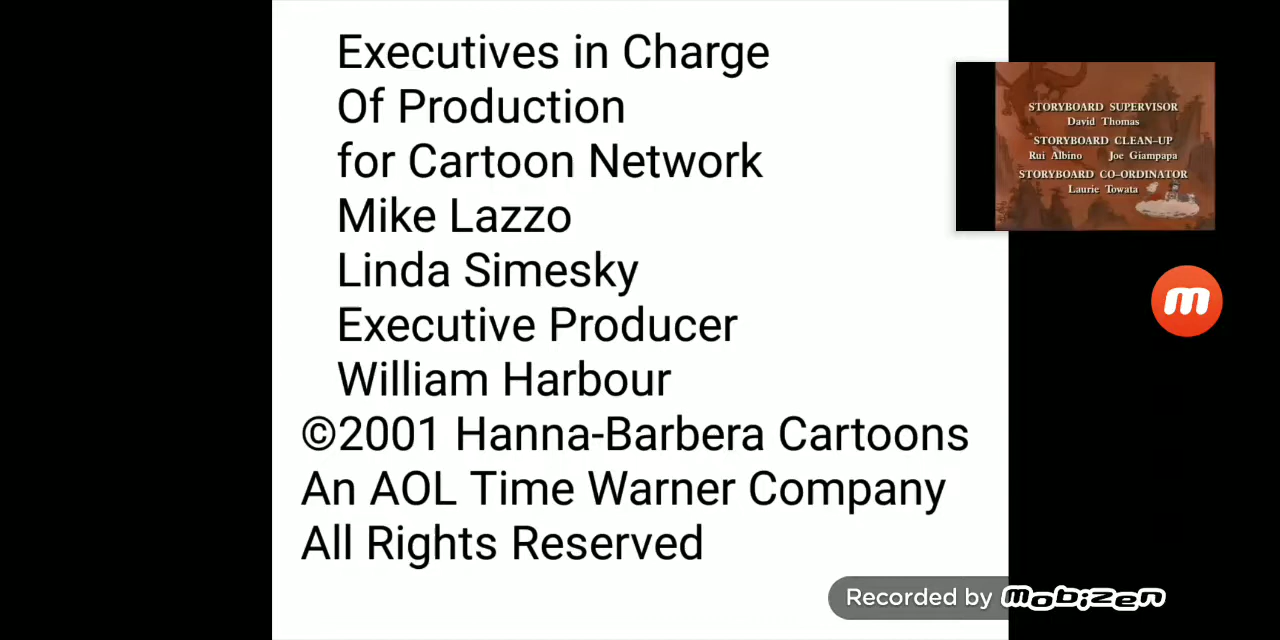 Executives in Charge
Of Production
for Cartoon Network
Mike Lazzo
Linda Simesky
Executive Producer
William Harbour
©2001 Hanna-Barbera Cartoons
An AOL Time Warner Company
All Rights Reserved
STORYBOARD SUPERVISOR
David Thomas
STORYBOARD CLEAN-UP
Rui Albino Joe Giampapa
STORYBOARD CO-ORDINATOR
Laurie Towata
m
Recorded by mobizen